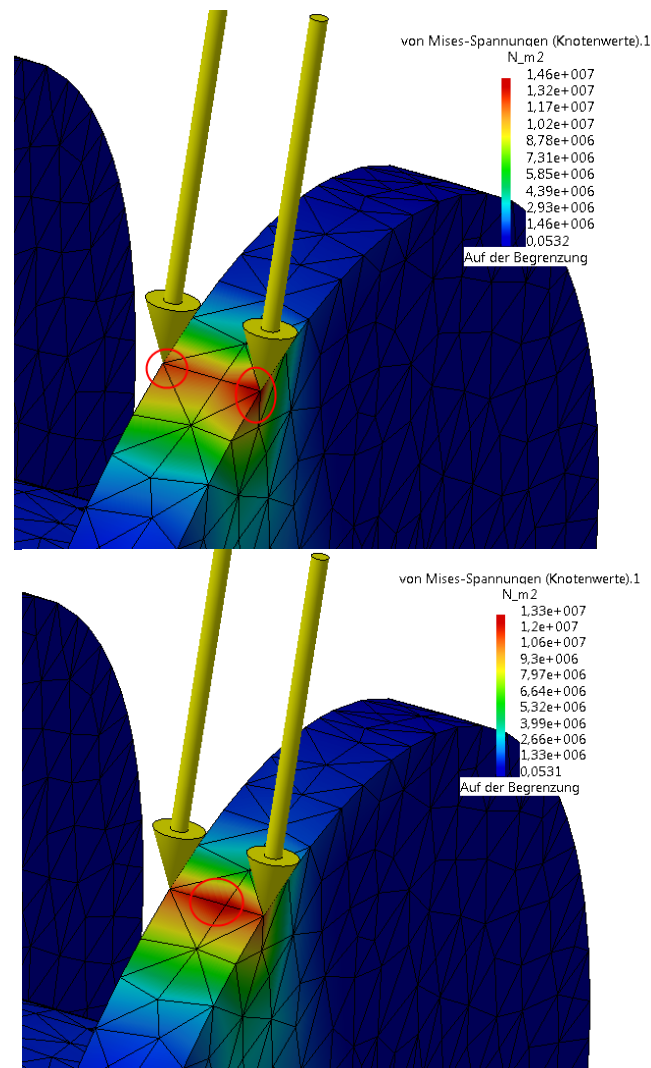 von Mises-Spannungen (Knotenwerte).1
N_m2
1,46e+007
1,32e+007
1,17e+007
1,02e+007
8,78e+006
7,31e+006
5,85e+006
4,39e+006
2,93e+006
1,46e+006
0,0532
Auf der Begrenzung
von Mises-Spannungen (Knotenwerte).1
N_m2
1,33e+007
1,2e+007
1,06e+007
9,3e+006
7,97e+006
6,64e+006
5,32e+006
3,99e+006
2,66e+006
1,33e+006
0,0531
Auf der Begrenzung